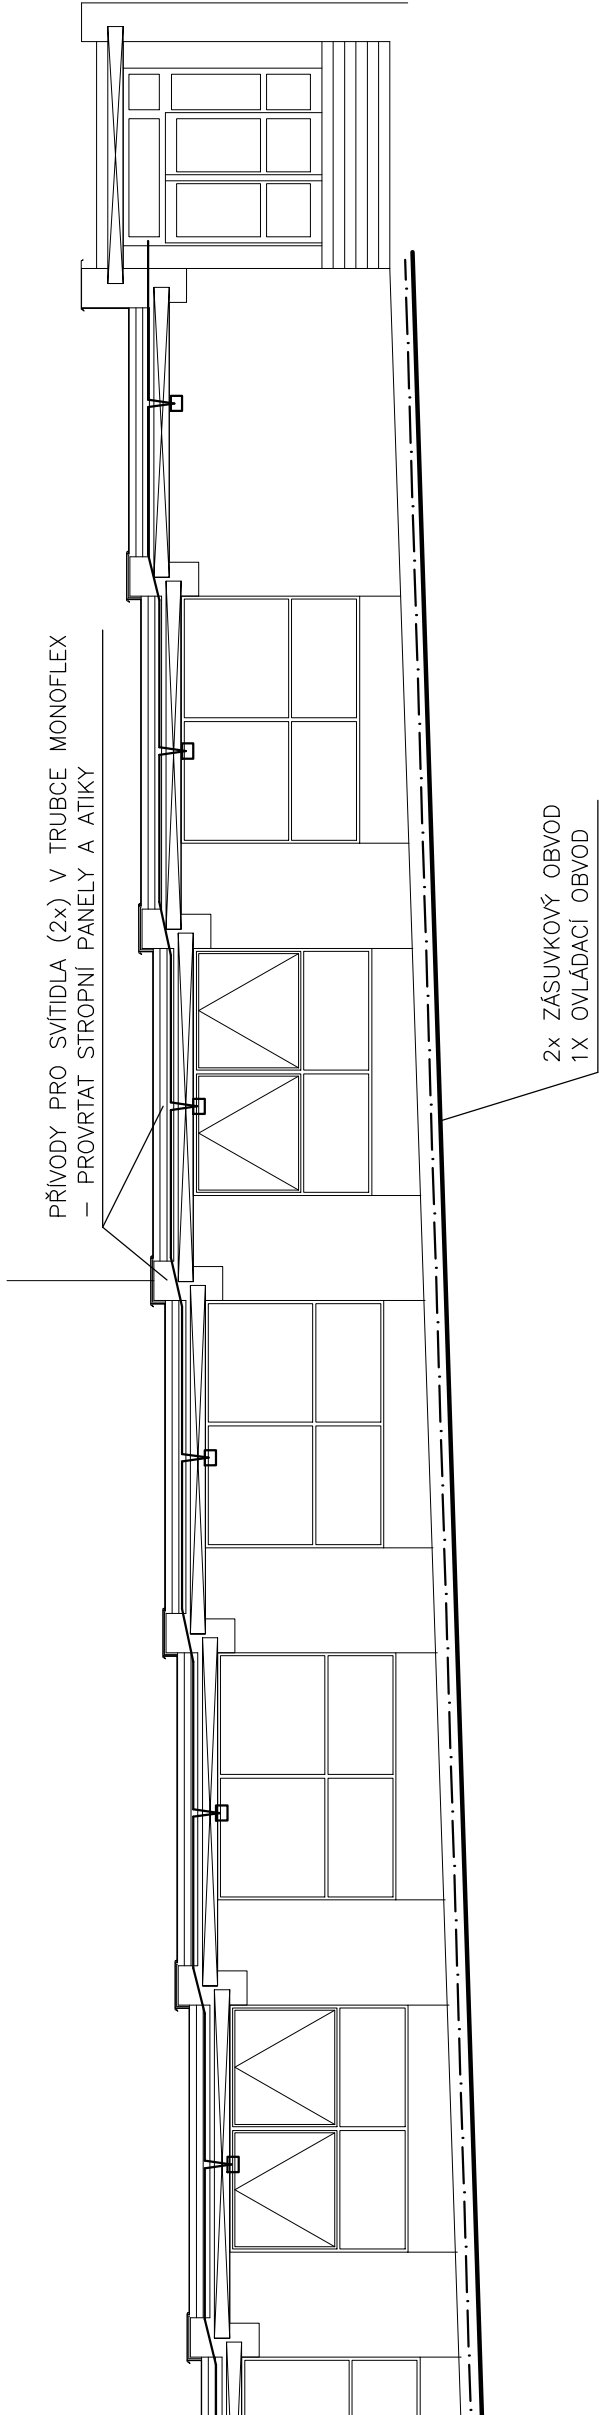 PŘÍVODY PRO SVÍTIDLA (2x) V TRUBCE MONOFLEX
– PROVRTAT STROPNÍ PANELY A ATIKY
2x ZÁSUVKOVÝ OBVOD
1X OVLÁDACÍ OBVOD